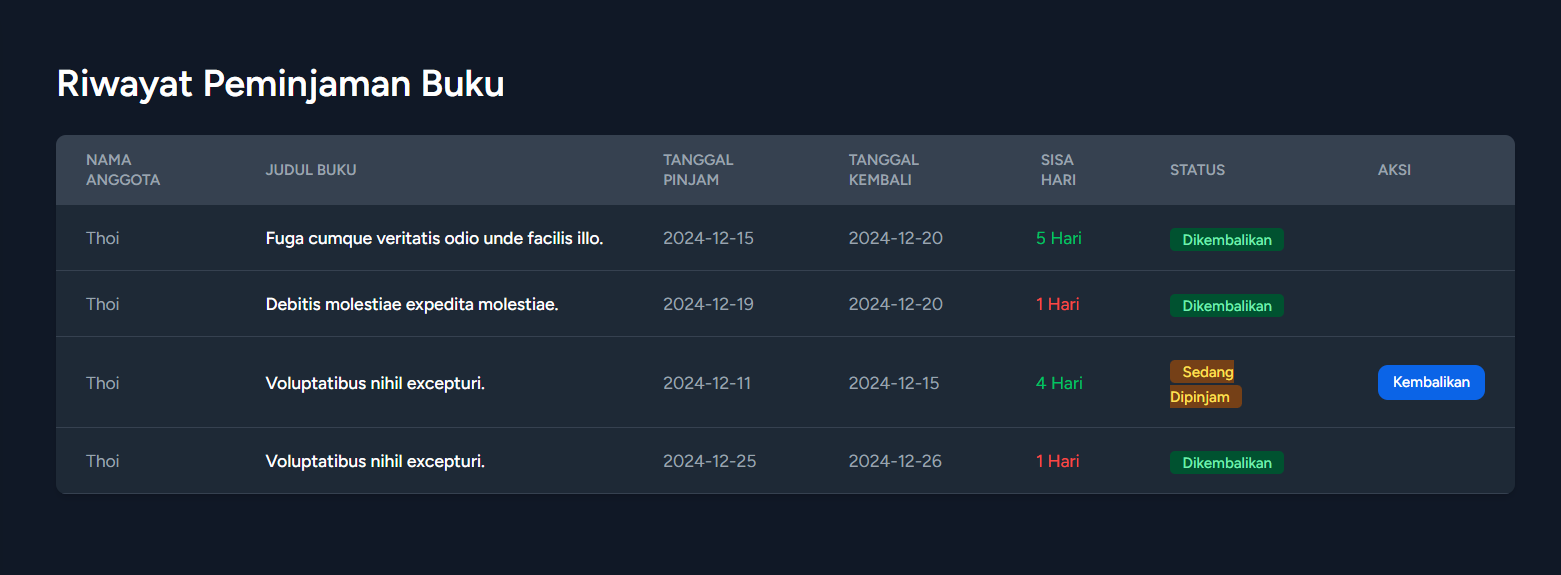 Riwayat Peminjaman Buku
NAMA ANGGOTA JUDUL BUKU TANGGAL PINJAM TANGGAL KEMBALI SISA HARI STATUS AKSI
Thoi Fuga cumque veritatis odio unde facilis illo. 2024-12-15 2024-12-20 5 Hari Dikembalikan
Thoi Debitis molestiae expedita molestiae. 2024-12-19 2024-12-20 1 Hari Dikembalikan
Thoi Voluptatibus nihil excepturi. 2024-12-11 2024-12-15 4 Hari Sedang Dipinjam Kembalikan
Thoi Voluptatibus nihil excepturi. 2024-12-25 2024-12-26 1 Hari Dikembalikan